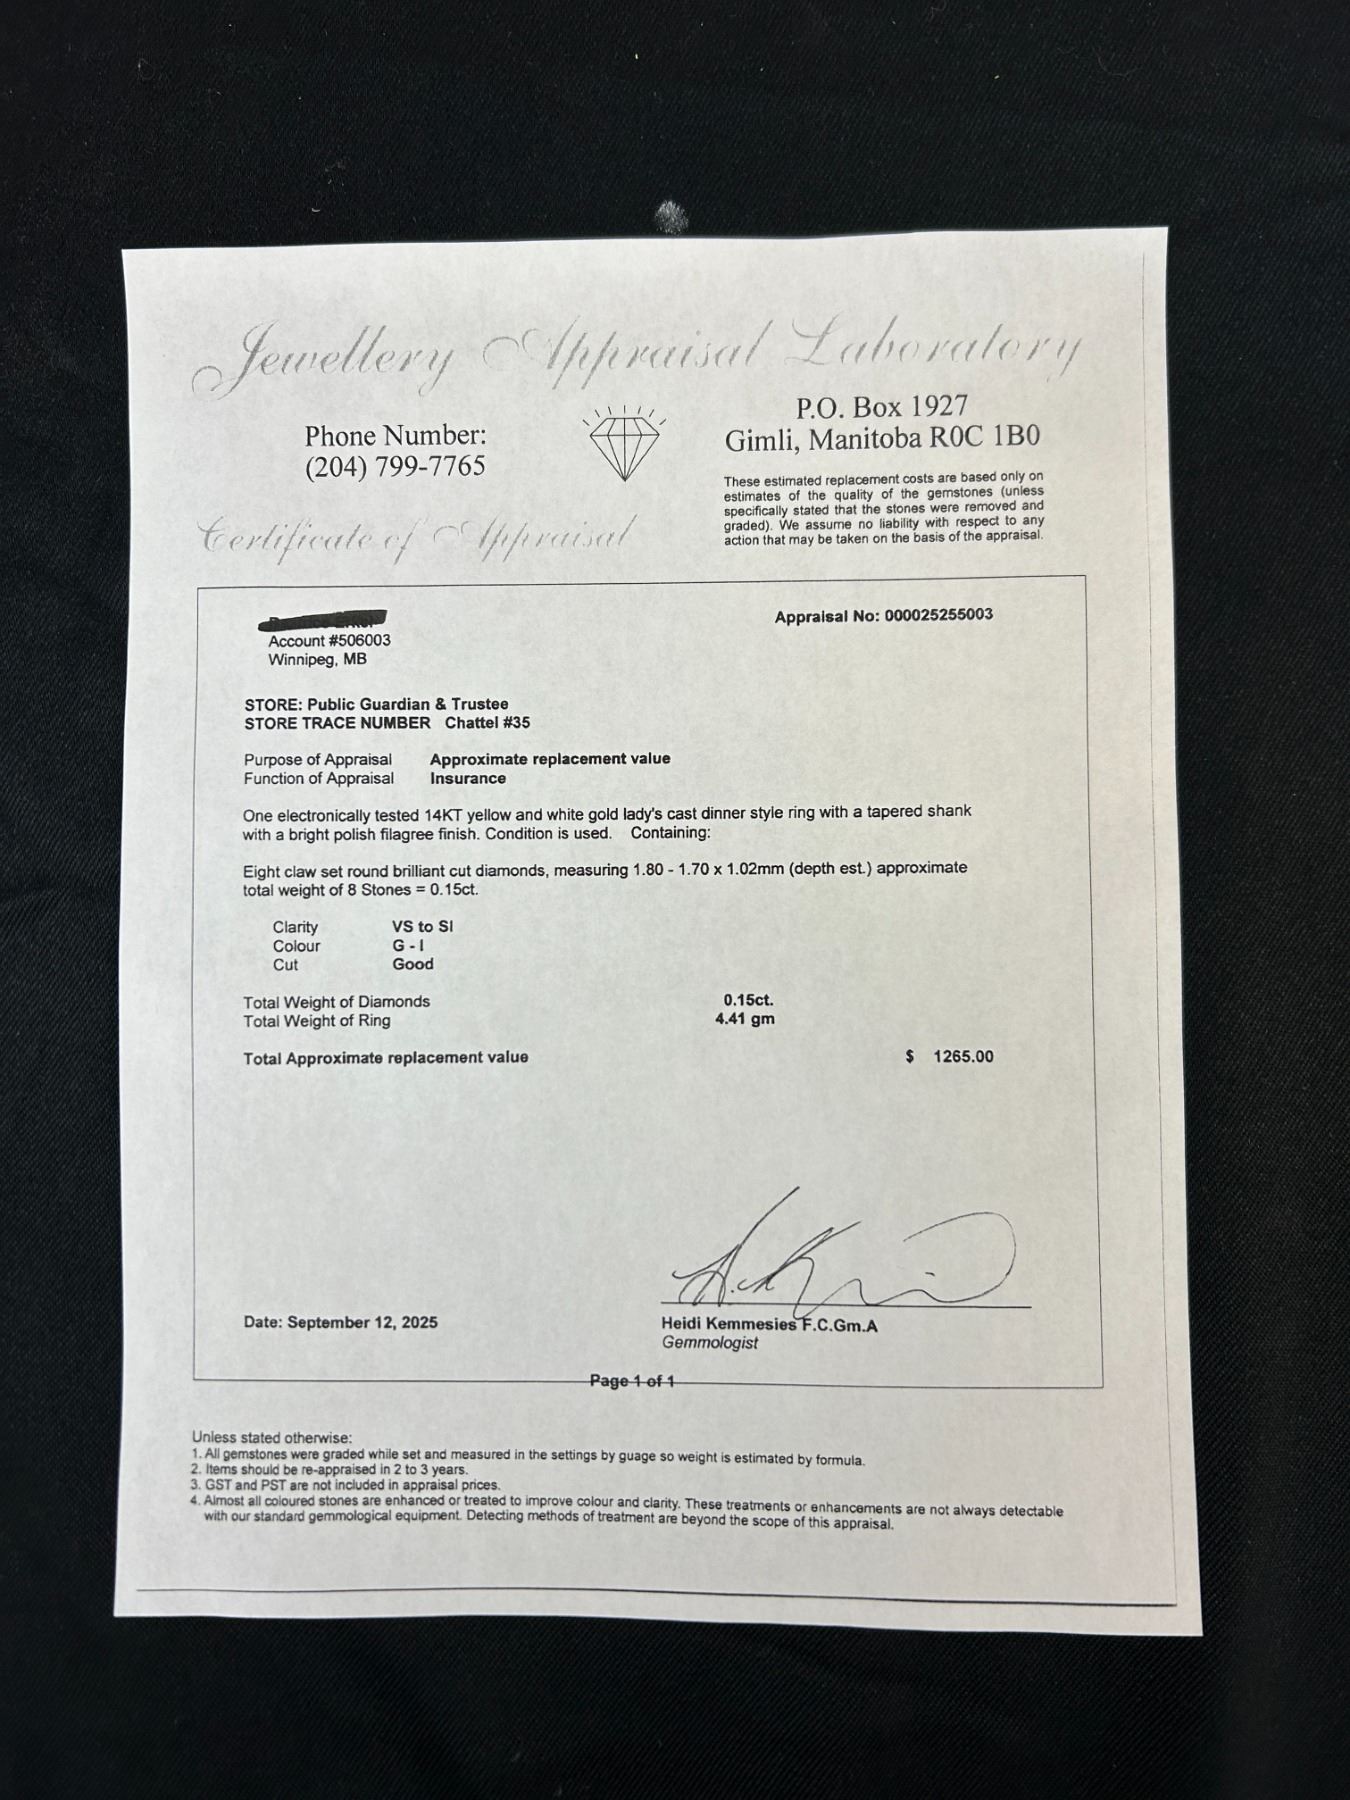 Jewellery Appraisal Laboratory
Phone Number:
(204) 799-7765
P.O. Box 1927
Gimli, Manitoba R0C 1B0
These estimated replacement costs are based only on
estimates of the quality of the gemstones (unless
specifically stated that the stones were removed and
graded). We assume no liability with respect to any
action that may be taken on the basis of the appraisal.
Certificate of Appraisal
Appraisal No: 000025255003
Account #506003
Winnipeg, MB
STORE: Public Guardian & Trustee
STORE TRACE NUMBER Chattel #35
Purpose of Appraisal Approximate replacement value
Function of Appraisal Insurance
One electronically tested 14KT yellow and white gold lady's cast dinner style ring with a tapered shank
with a bright polish filagree finish. Condition is used. Containing:
Eight claw set round brilliant cut diamonds, measuring 1.80 - 1.70 x 1.02mm (depth est.) approximate
total weight of 8 Stones = 0.15ct.
Clarity VS to SI
Colour G - I
Cut Good
Total Weight of Diamonds 0.15ct.
Total Weight of Ring 4.41 gm
Total Approximate replacement value $ 1265.00
Date: September 12, 2025
Heidi Kemmesies F.C.Gm.A
Gemmologist
Page 1 of 1
Unless stated otherwise:
1. All gemstones were graded while set and measured in the settings by guage so weight is estimated by formula.
2. Items should be re-appraised in 2 to 3 years.
3. GST and PST are not included in appraisal prices.
4. Almost all coloured stones are enhanced or treated to improve colour and clarity. These treatments or enhancements are not always detectable
with our standard gemmological equipment. Detecting methods of treatment are beyond the scope of this appraisal.